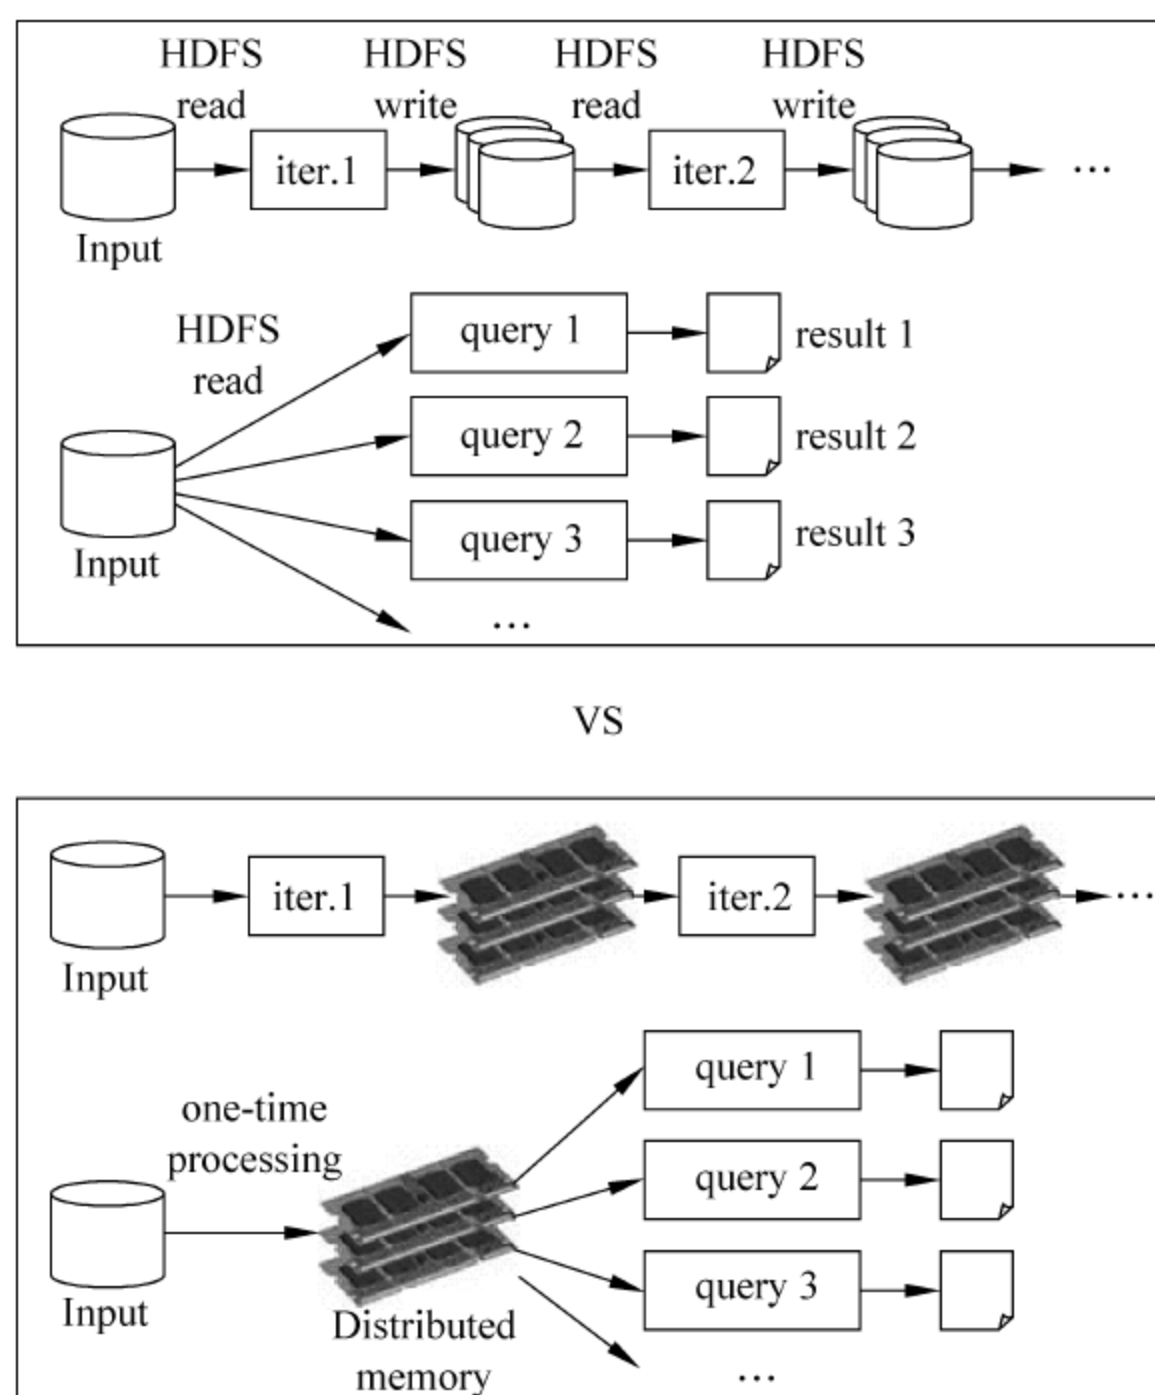 HDFS read
HDFS write
HDFS read
HDFS write
iter.1
iter.2
...
Input
HDFS read
query 1
result 1
query 2
result 2
query 3
result 3
Input
...
VS
iter.1
iter.2
...
Input
query 1
one-time
processing
query 2
query 3
Input
Distributed
memory
...